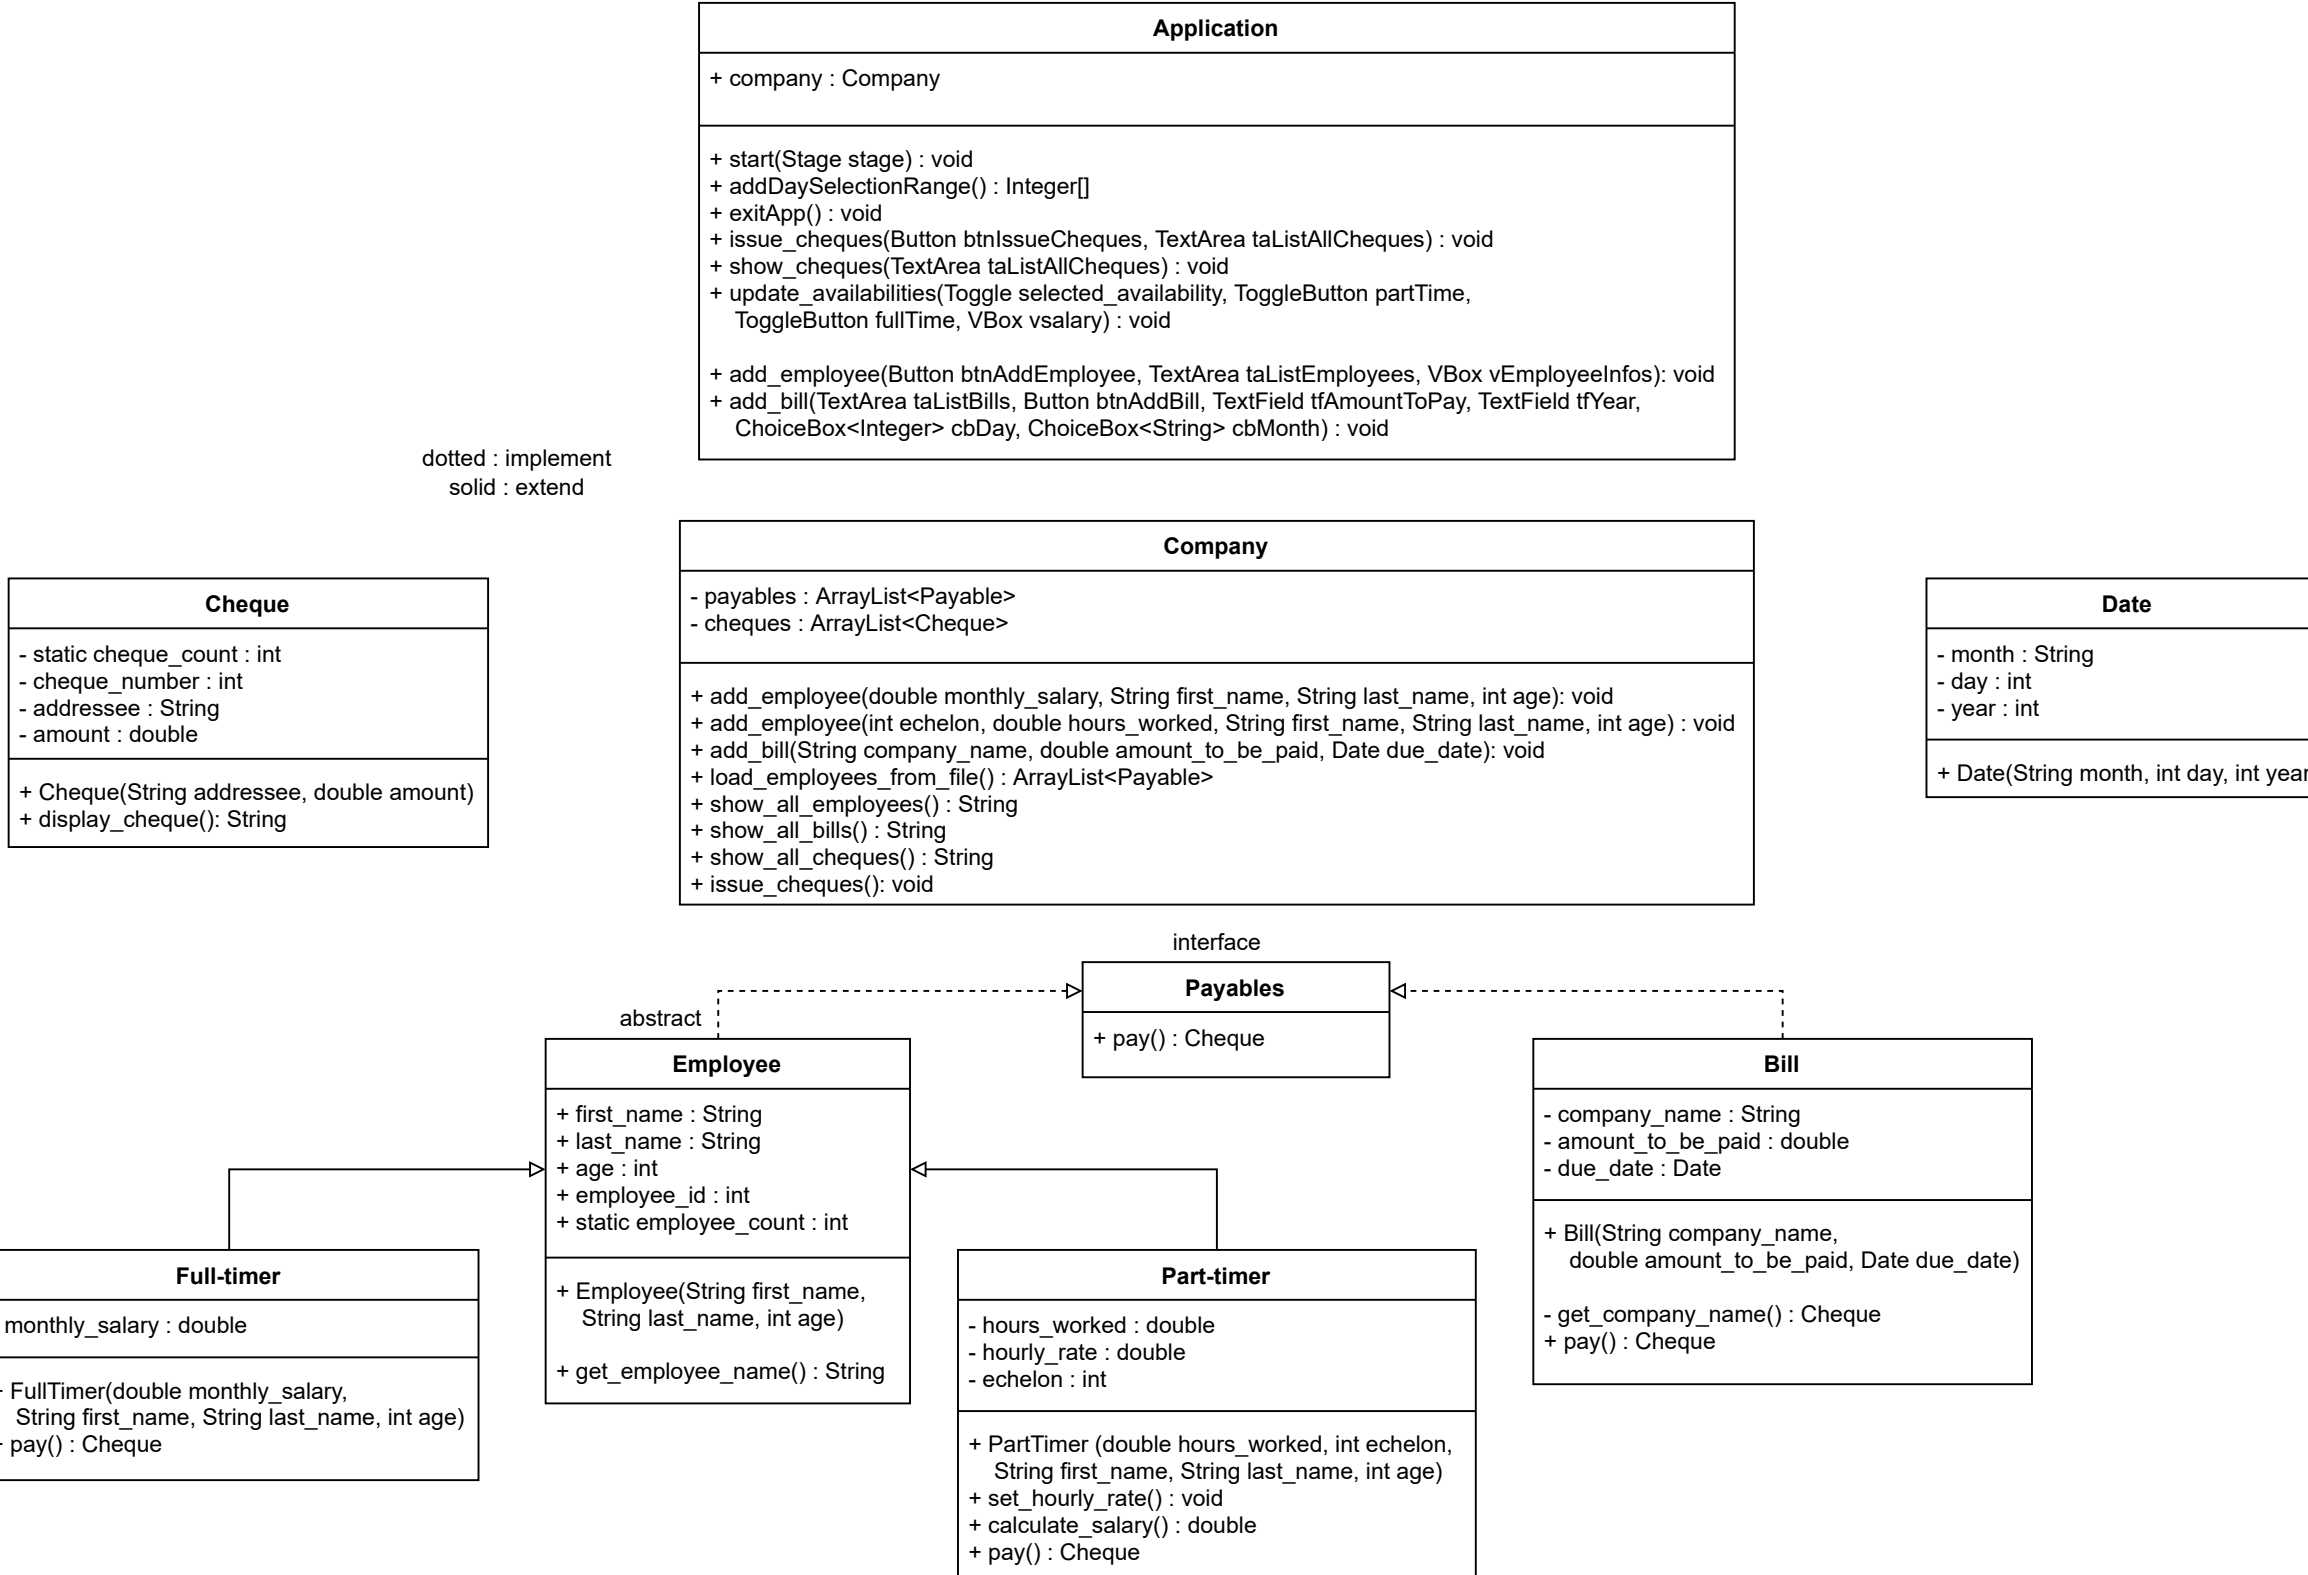 Application
+ company : Company
+ start(Stage stage) : void
+ addDaySelectionRange() : Integer[]
+ exitApp() : void
+ issue_cheques(Button btnIssueCheques, TextArea taListAllCheques) : void
+ show_cheques(TextArea taListAllCheques) : void
+ update_availabilities(Toggle selected_availability, ToggleButton partTime,
ToggleButton fullTime, VBox vsalary) : void
+ add_employee(Button btnAddEmployee, TextArea taListEmployees, VBox vEmployeeInfos): void
+ add_bill(TextArea taListBills, Button btnAddBill, TextField tfAmountToPay, TextField tfYear,
ChoiceBox<Integer> cbDay, ChoiceBox<String> cbMonth) : void
dotted : implement
solid : extend
Company
- payables : ArrayList<Payable>
- cheques : ArrayList<Cheque>
+ add_employee(double monthly_salary, String first_name, String last_name, int age): void
+ add_employee(int echelon, double hours_worked, String first_name, String last_name, int age) : void
+ add_bill(String company_name, double amount_to_be_paid, Date due_date): void
+ load_employees_from_file() : ArrayList<Payable>
+ show_all_employees() : String
+ show_all_bills() : String
+ show_all_cheques() : String
+ issue_cheques(): void
Cheque
- static cheque_count : int
- cheque_number : int
- addressee : String
- amount : double
+ Cheque(String addressee, double amount)
+ display_cheque(): String
Date
- month : String
- day : int
- year : int
+ Date(String month, int day, int year
interface
Payables
+ pay() : Cheque
abstract
Employee
+ first_name : String
+ last_name : String
+ age : int
+ employee_id : int
+ static employee_count : int
+ Employee(String first_name,
String last_name, int age)
+ get_employee_name() : String
Bill
- company_name : String
- amount_to_be_paid : double
- due_date : Date
+ Bill(String company_name,
double amount_to_be_paid, Date due_date)
- get_company_name() : Cheque
+ pay() : Cheque
Full-timer
monthly_salary : double
+ FullTimer(double monthly_salary,
String first_name, String last_name, int age)
+ pay() : Cheque
Part-timer
- hours_worked : double
- hourly_rate : double
- echelon : int
+ PartTimer (double hours_worked, int echelon,
String first_name, String last_name, int age)
+ set_hourly_rate() : void
+ calculate_salary() : double
+ pay() : Cheque